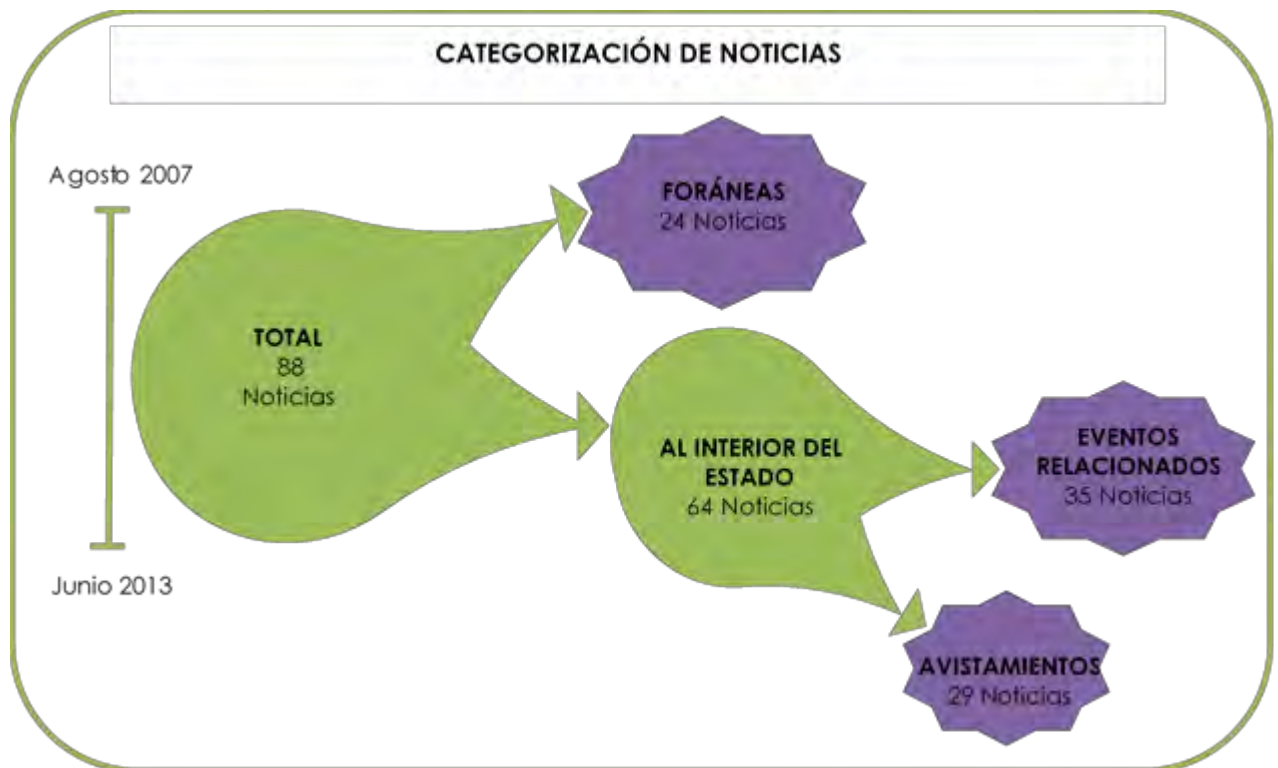 CATEGORIZACIÓN DE NOTICIAS
Agosto 2007
Junio 2013
TOTAL
88
Noticias
FORÁNEAS
24 Noticias
AL INTERIOR DEL
ESTADO
64 Noticias
EVENTOS
RELACIONADOS
35 Noticias
AVISTAMIENTOS
29 Noticias